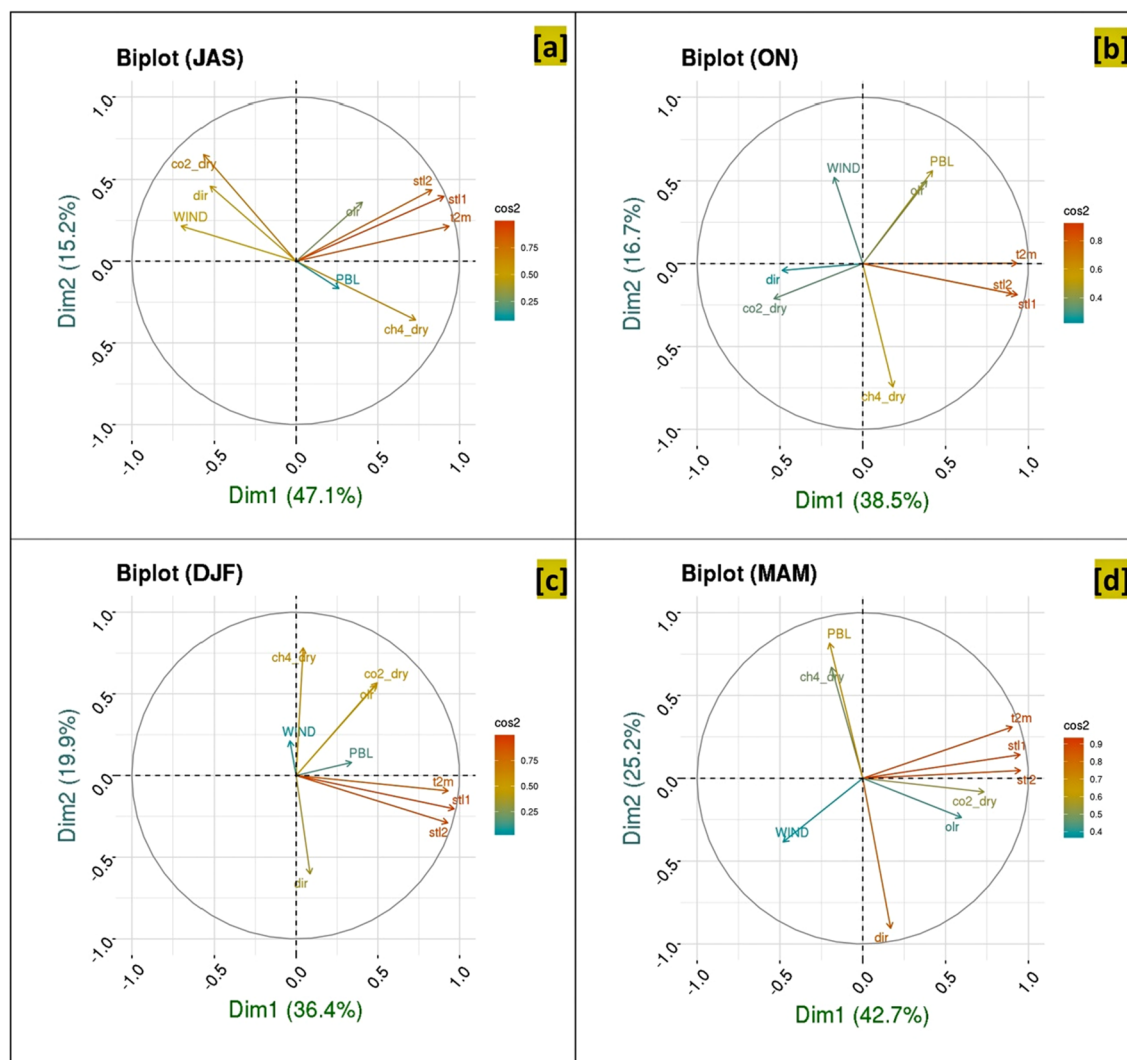 Biplot (JAS)
[a]
1.0-
co2_dry
dir
WIND
0.5-
olr
stl2
stl1
t2m
cos2
0.75
0.50
0.25
0.0-
PBL
ch4_dry
-0.5-
-1.0-
Dim2 (15.2%)
-1.0
-0.5
0.0
0.5
1.0
Dim1 (47.1%)
Biplot (ON)
[b]
1.0-
WIND
PBL
olr
0.5-
cos2
0.8
0.6
0.4
t2m
0.0-
dir
co2_dry
stl2
stl1
-0.5-
ch4_dry
-1.0-
Dim2 (16.7%)
-1.0
-0.5
0.0
0.5
1.0
Dim1 (38.5%)
Biplot (DJF)
[c]
1.0-
ch4_dry
co2_dry
olr
0.5-
WIND
PBL
cos2
0.75
0.50
0.25
0.0-
t2m
stl1
stl2
-0.5-
dir
-1.0-
Dim2 (19.9%)
-1.0
-0.5
0.0
0.5
1.0
Dim1 (36.4%)
Biplot (MAM)
[d]
1.0-
PBL
ch4_dry
0.5-
t2m
stl1
stl2
cos2
0.9
0.8
0.7
0.6
0.5
0.4
0.0-
co2_dry
olr
WIND
-0.5-
dir
-1.0-
Dim2 (25.2%)
-1.0
-0.5
0.0
0.5
1.0
Dim1 (42.7%)